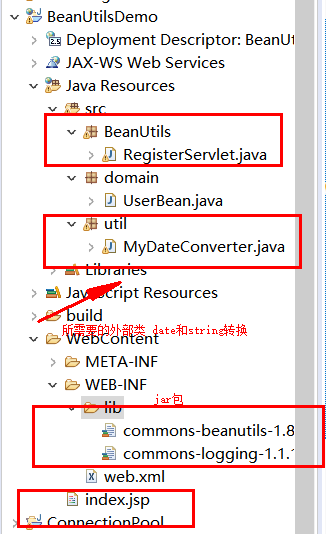 BeanUtilsDemo
Deployment Descriptor: BeanUt
JAX-WS Web Services
Java Resources
src
BeanUtils
RegisterServlet.java
domain
UserBean.java
util
MyDateConverter.java
Libraries
JavaScript Resources
build
所需要的外部类 date和string转换
WebContent
META-INF
WEB-INF
jar包
lib
commons-beanutils-1.8
commons-logging-1.1.1
web.xml
index.jsp
ConnectionPool